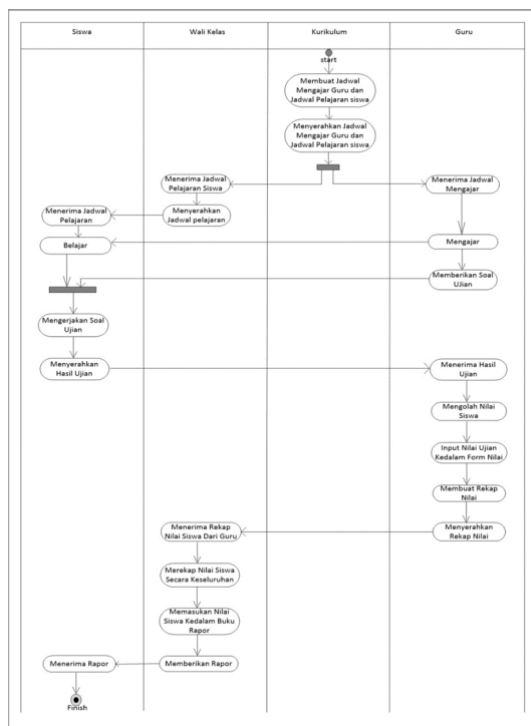 Siswa
Wali Kelas
Kurikulum
Guru
start
Membuat Jadwal
Mengajar Guru dan
Jadwal Pelajaran siswa
Menyerahkan Jadwal
Mengajar Guru dan
Jadwal Pelajaran siswa
Menerima Jadwal
Pelajaran Siswa
Menerima Jadwal
Mengajar
Menerima Jadwal
Pelajaran
Menyerahkan
Jadwal pelajaran
Belajar
Mengajar
Memberikan Soal
UJian
Mengerjakan Soal
Ujian
Menyerahkan
Hasil Ujian
Menerima Hasil
Ujian
Mengolah Nilai
Siswa
Input Nilai Ujian
Kedalam Form Nilai
Membuat Rekap
Nilai
Menerima Rekap
Nilai Siswa Dari Guru
Menyerahkan
Rekap Nilai
Merekap Nilai Siswa
Secara Keseluruhan
Memasukan Nilai
Siswa Kedalam Buku
Rapor
Menerima Rapor
Memberikan Rapor
Finish